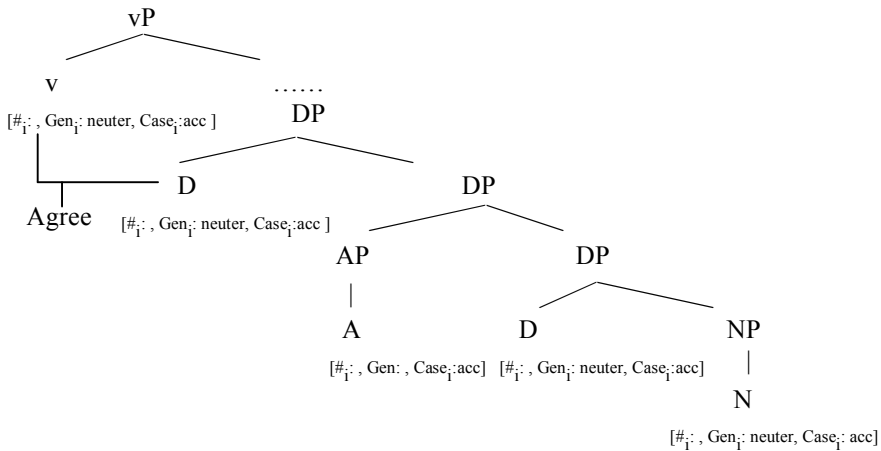 vP
v ......
[#i: , Geni: neuter, Casei:acc ] DP
D DP
Agree [#i: , Geni: neuter, Casei:acc ]
AP DP
A D NP
[#i: , Gen: , Casei:acc] [#i: , Geni: neuter, Casei:acc]
N
[#i: , Geni: neuter, Casei: acc]